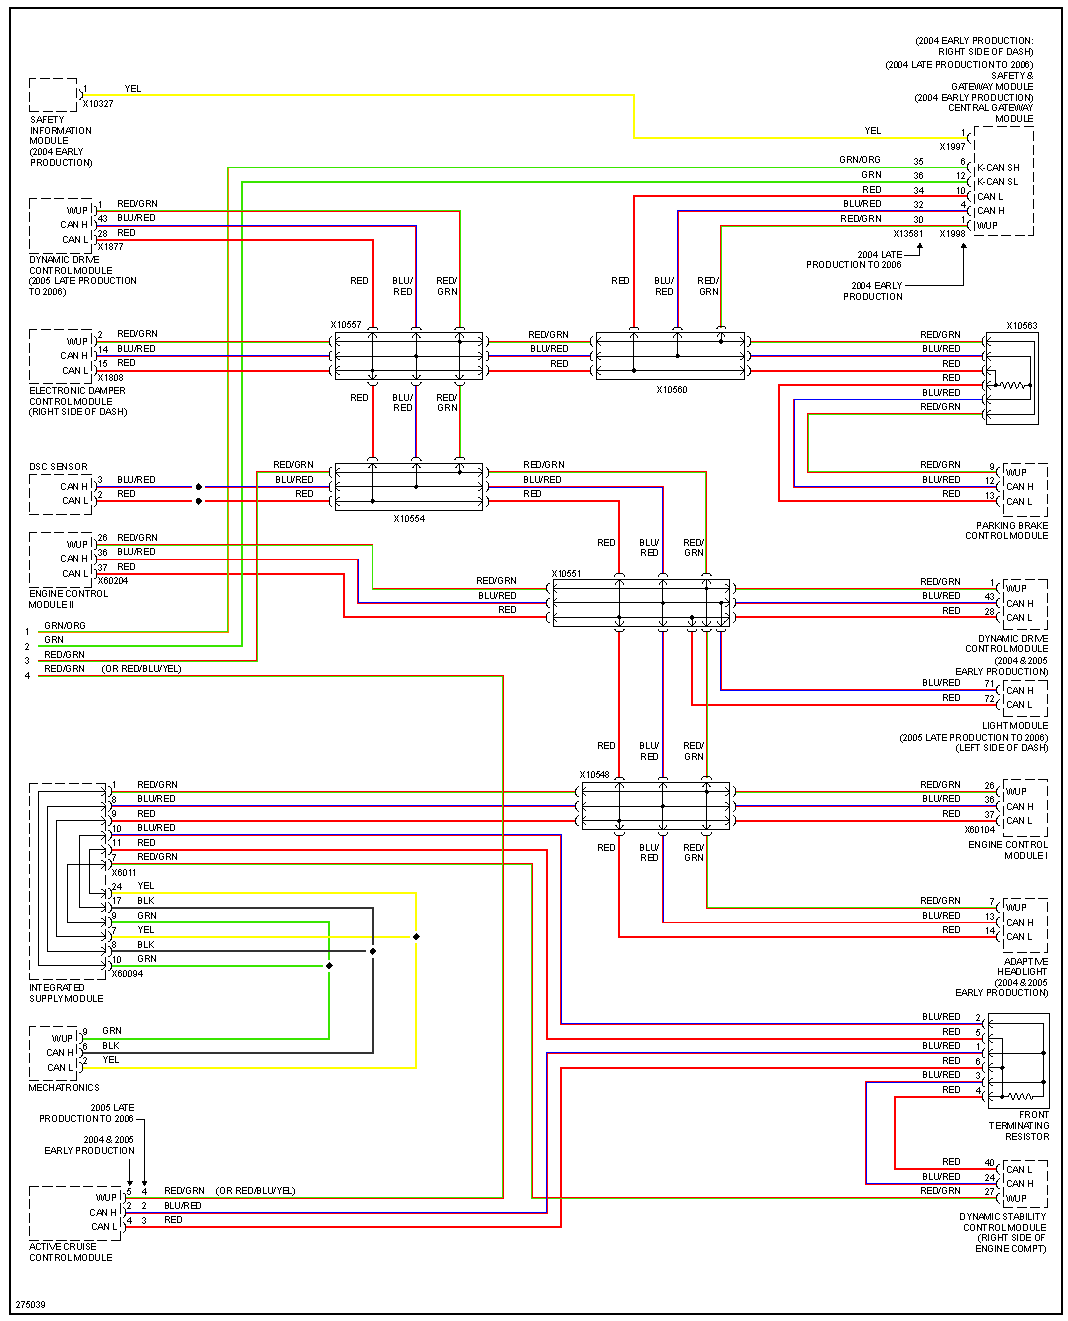 (2004 EARLY PRODUCTION:
RIGHT SIDE OF DASH)
(2004 LATE PRODUCTION TO 2006)
SAFETY &
GATEWAY MODULE
(2004 EARLY PRODUCTION)
CENTRAL GATEWAY
MODULE
1 YEL
X10327
SAFETY
INFORMATION
MODULE
(2004 EARLY
PRODUCTION)
YEL 1
X1997
GRN/ORG 35 6 K-CAN SH
GRN 36 12 K-CAN SL
RED 34 10 CAN L
BLU/RED 32 4 CAN H
RED/GRN 30 1 WUP
X13581 X1998
2004 LATE
PRODUCTION TO 2006
2004 EARLY
PRODUCTION
WUP 1 RED/GRN
CAN H 43 BLU/RED
CAN L 28 RED
X1877
DYNAMIC DRIVE
CONTROL MODULE
(2005 LATE PRODUCTION
TO 2006)
RED BLU/
RED RED/
GRN
RED BLU/
RED RED/
GRN
X10557
WUP 2 RED/GRN
CAN H 14 BLU/RED
CAN L 15 RED
X1808
ELECTRONIC DAMPER
CONTROL MODULE
(RIGHT SIDE OF DASH)
RED/GRN
BLU/RED
RED
X10560
X10563
RED/GRN
BLU/RED
RED
RED
BLU/RED
RED/GRN
RED BLU/
RED RED/
GRN
DSC SENSOR
CAN H 3 BLU/RED
CAN L 2 RED
RED/GRN
BLU/RED
RED
X10554
RED/GRN
BLU/RED
RED
RED/GRN 9 WUP
BLU/RED 12 CAN H
RED 13 CAN L
PARKING BRAKE
CONTROL MODULE
WUP 26 RED/GRN
CAN H 36 BLU/RED
CAN L 37 RED
X60204
ENGINE CONTROL
MODULE II
RED BLU/
RED RED/
GRN
X10551
RED/GRN
BLU/RED
RED
RED/GRN 1 WUP
BLU/RED 43 CAN H
RED 28 CAN L
DYNAMIC DRIVE
CONTROL MODULE
(2004 & 2005
EARLY PRODUCTION)
1 GRN/ORG
2 GRN
3 RED/GRN
4 RED/GRN (OR RED/BLU/YEL)
BLU/RED 71 CAN H
RED 72 CAN L
LIGHT MODULE
(2005 LATE PRODUCTION TO 2006)
(LEFT SIDE OF DASH)
RED BLU/
RED RED/
GRN
X10548
1 RED/GRN
8 BLU/RED
9 RED
10 BLU/RED
11 RED
7 RED/GRN
X6011
24 YEL
17 BLK
9 GRN
7 YEL
8 BLK
10 GRN
X60094
INTEGRATED
SUPPLY MODULE
RED/GRN 26 WUP
BLU/RED 36 CAN H
RED 37 CAN L
X60104
ENGINE CONTROL
MODULE I
RED BLU/
RED RED/
GRN
RED/GRN 7 WUP
BLU/RED 13 CAN H
RED 14 CAN L
ADAPTIVE
HEADLIGHT
(2004 & 2005
EARLY PRODUCTION)
WUP 9 GRN
CAN H 6 BLK
CAN L 2 YEL
MECHATRONICS
BLU/RED 2
RED 5
BLU/RED 1
RED 6
BLU/RED 3
RED 4
FRONT
TERMINATING
RESISTOR
2005 LATE
PRODUCTION TO 2006
2004 & 2005
EARLY PRODUCTION
WUP 5 4 RED/GRN (OR RED/BLU/YEL)
CAN H 2 2 BLU/RED
CAN L 4 3 RED
ACTIVE CRUISE
CONTROL MODULE
RED 40 CAN L
BLU/RED 24 CAN H
RED/GRN 27 WUP
DYNAMIC STABILITY
CONTROL MODULE
(RIGHT SIDE OF
ENGINE COMPT)
275039